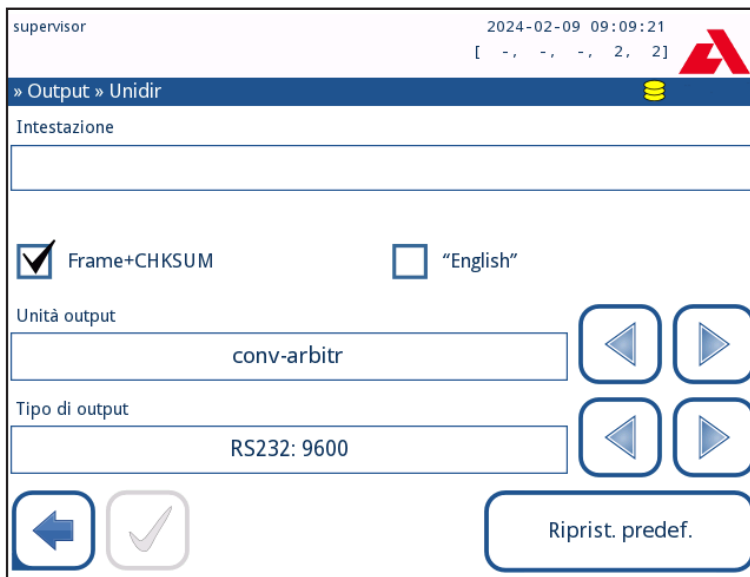 supervisor
2024-02-09 09:09:21
[ -, -, -, 2, 2]
» Output » Unidir
Intestazione
Frame+CHKSUM
“English”
Unità output
conv-arbitr
Tipo di output
RS232: 9600
Riprist. predef.